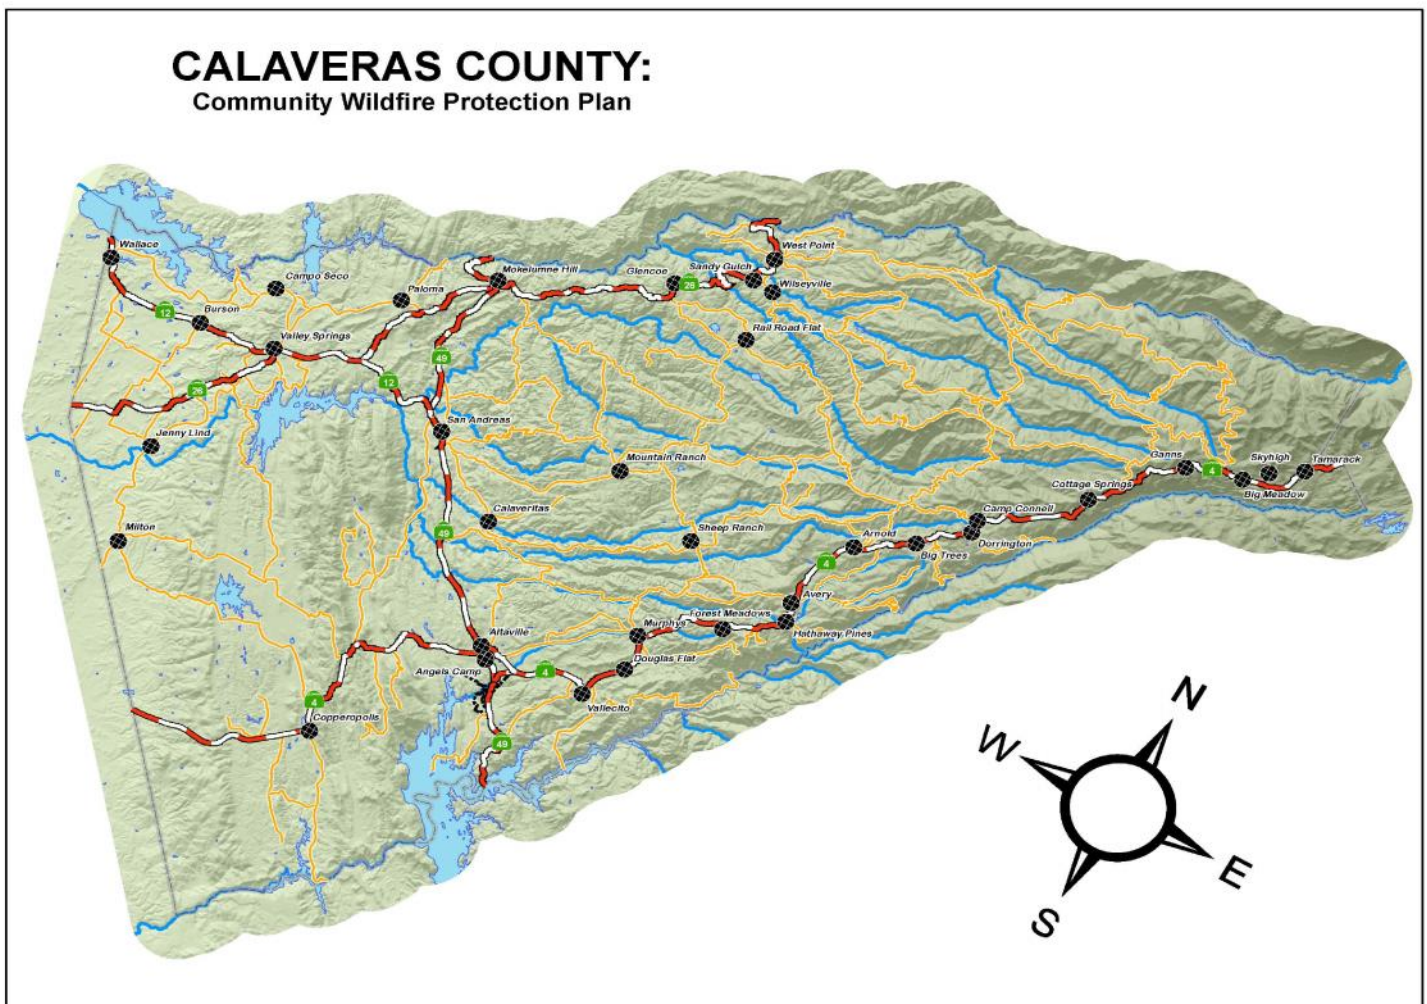 CALAVERAS COUNTY:
Community Wildfire Protection Plan
Wallace
West Point
Mokelumne Hill
Glencoe
Sandy Gulch
Campo Seco
Paloma
26
Wilseyville
12
Burson
Rail Road Flat
Valley Springs
49
12
26
San Andreas
Jenny Lind
Mountain Ranch
Ganns
4
Skyhigh
Tamarack
Big Meadow
Cottage Springs
Calaveritas
Camp Connell
Milton
49
Sheep Ranch
Arnold
Dorrington
Big Trees
4
Avery
Forest Meadows
Murphys
Hathaway Pines
Altaville
Douglas Flat
Angels Camp
4
Vallecito
4
Copperopolis
49
N
W
E
S